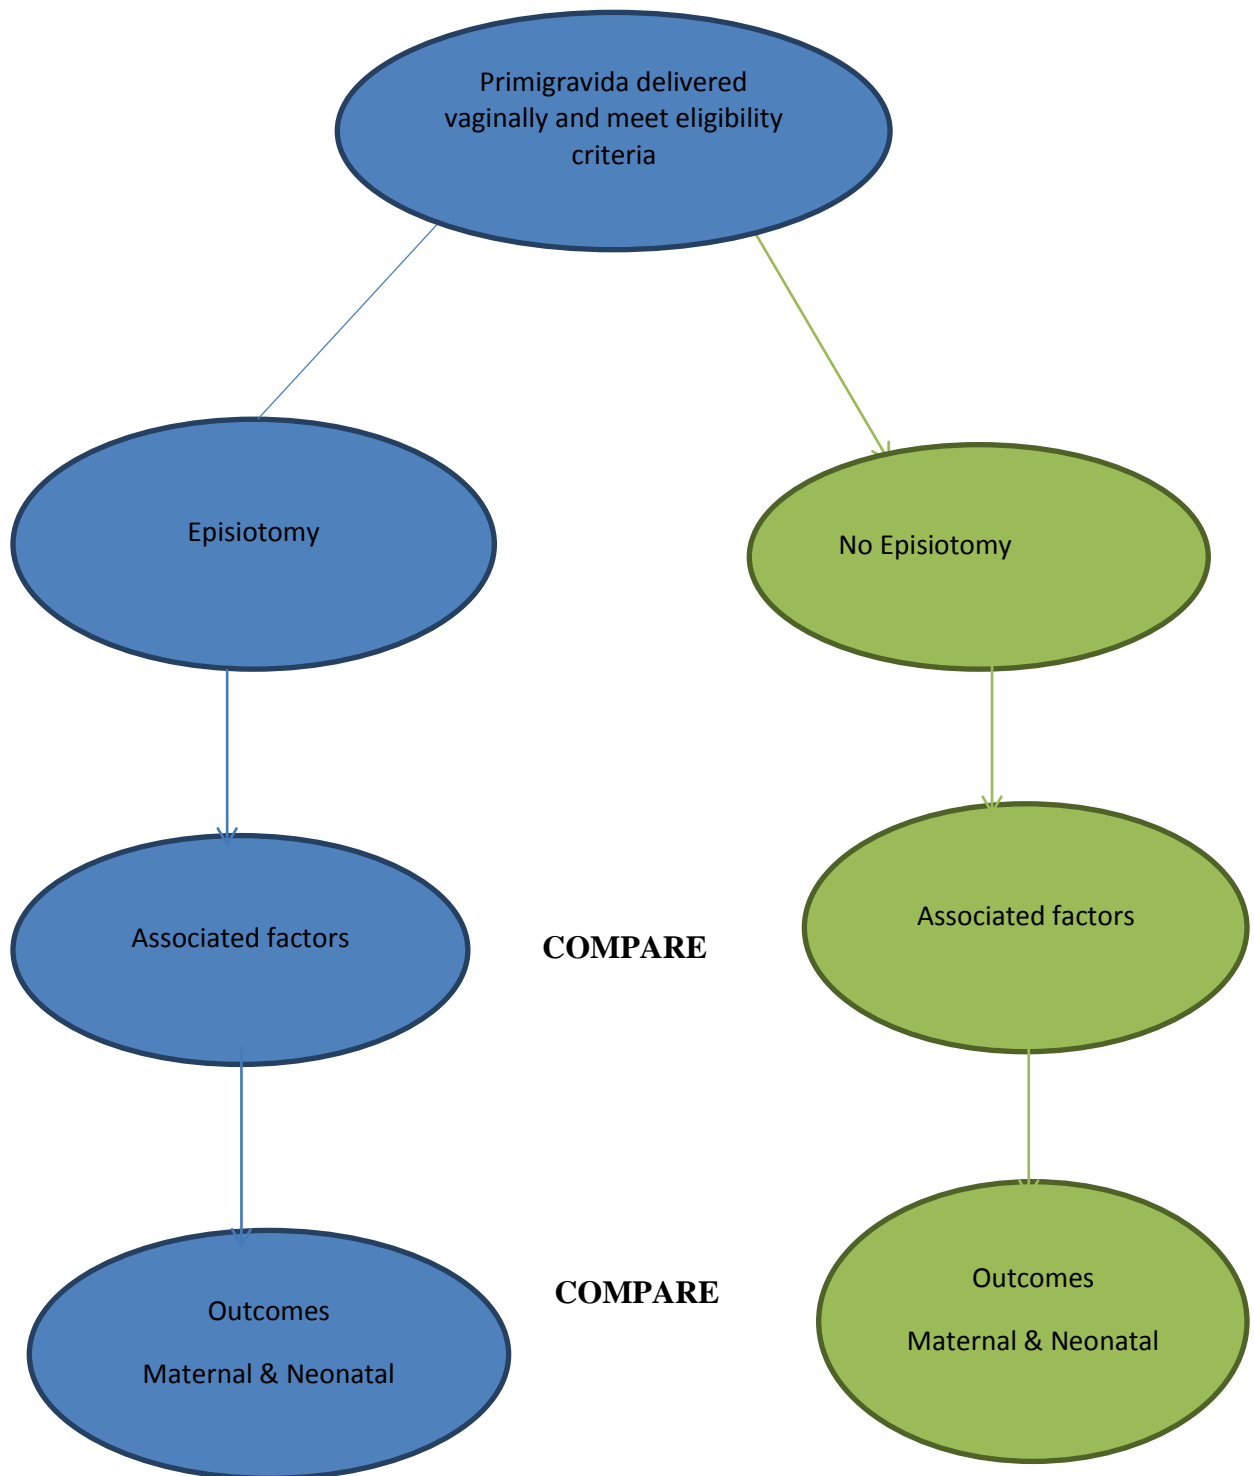 Primigravida delivered
vaginally and meet eligibility
criteria
Episiotomy
No Episiotomy
Associated factors
COMPARE
Associated factors
Outcomes
Maternal & Neonatal
COMPARE
Outcomes
Maternal & Neonatal